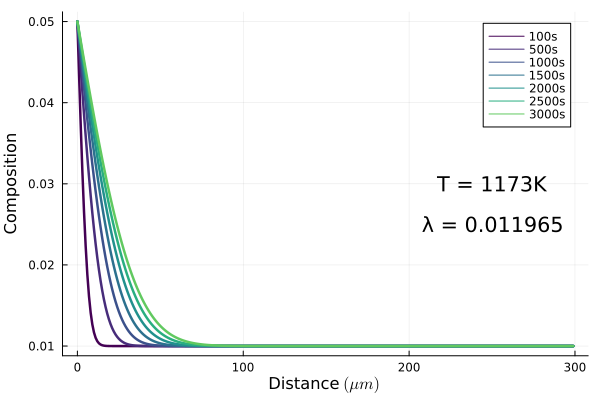 0.05
0.04
0.03
0.02
0.01
Composition
0
100
200
300
Distance (μm)
100s
500s
1000s
1500s
2000s
2500s
3000s
T = 1173K
λ = 0.011965